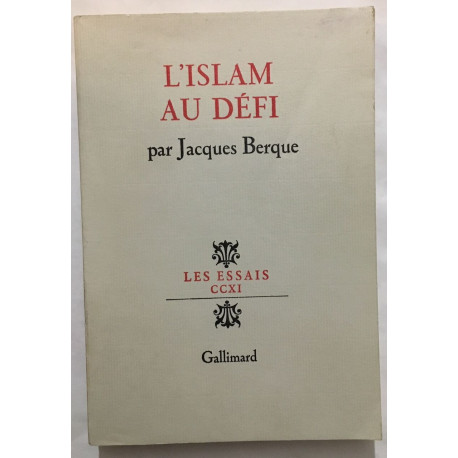 L'ISLAM
AU DÉFI
par Jacques Berque
LES ESSAIS
CCXI
Gallimard